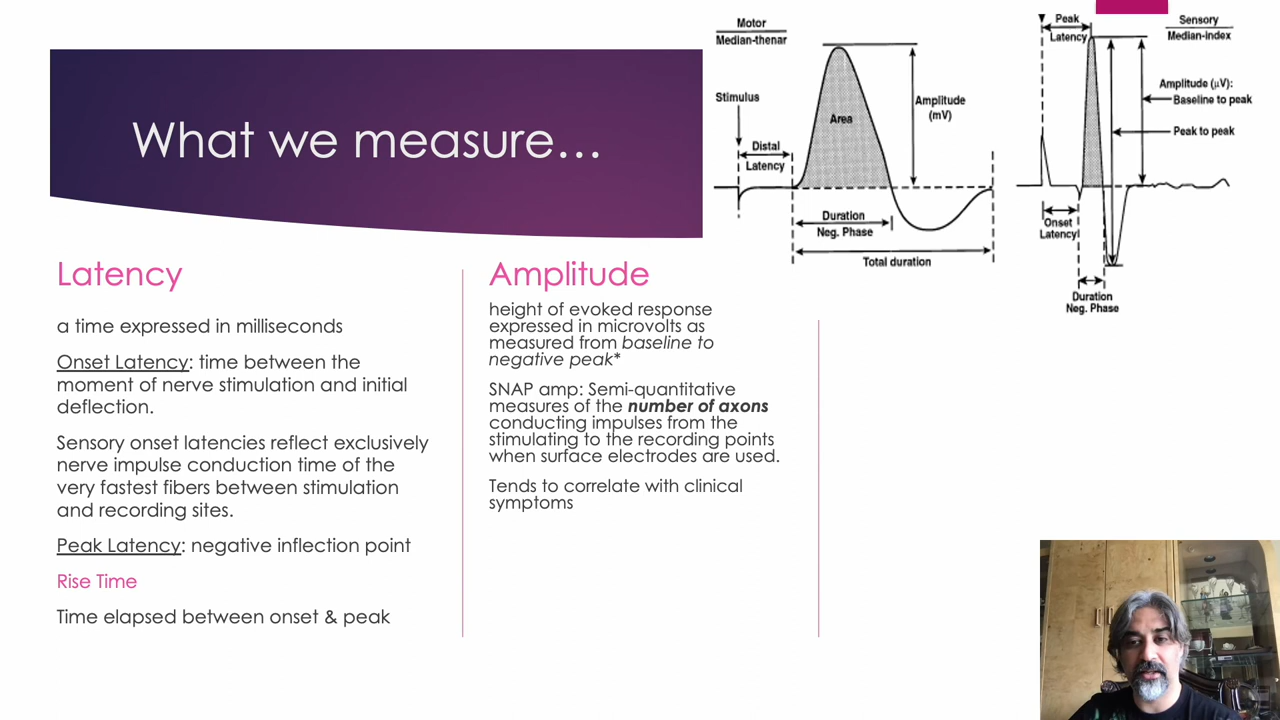 What we measure...
Motor
Median-thenar
Stimulus
Distal
Latency
Area
Amplitude
(mV)
Duration
Neg. Phase
Total duration
Peak
Latency
Sensory
Median-index
Amplitude (µV):
Baseline to peak
Peak to peak
Onset
Latency
Duration
Neg. Phase
Latency
a time expressed in milliseconds
Onset Latency: time between the
moment of nerve stimulation and initial
deflection.
Sensory onset latencies reflect exclusively
nerve impulse conduction time of the
very fastest fibers between stimulation
and recording sites.
Peak Latency: negative inflection point
Rise Time
Time elapsed between onset & peak
Amplitude
height of evoked response
expressed in microvolts as
measured from baseline to
negative peak*
SNAP amp: Semi-quantitative
measures of the number of axons
conducting impulses from the
stimulating to the recording points
when surface electrodes are used.
Tends to correlate with clinical
symptoms